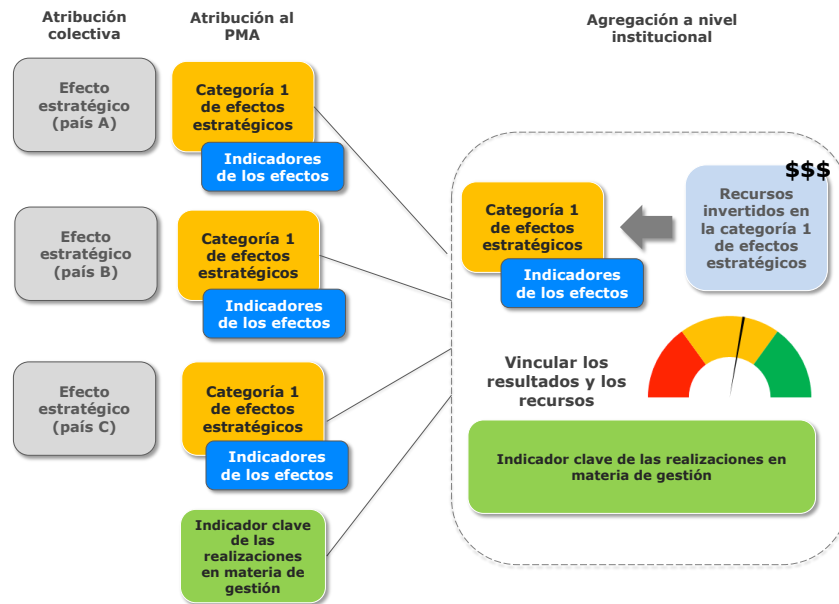 Atribución
colectiva
Atribución al
PMA
Agregación a nivel
institucional
Efecto
estratégico
(país A)
Categoría 1
de efectos
estratégicos
Indicadores
de los efectos
Efecto
estratégico
(país B)
Categoría 1
de efectos
estratégicos
Indicadores
de los efectos
Efecto
estratégico
(país C)
Categoría 1
de efectos
estratégicos
Indicadores
de los efectos
Indicador clave
de las
realizaciones
en materia de
gestión
Categoría 1
de efectos
estratégicos
Indicadores
de los efectos
$$$
Recursos
invertidos en
la categoría 1
de efectos
estratégicos
Vincular los
resultados y los
recursos
Indicador clave de las realizaciones en
materia de gestión